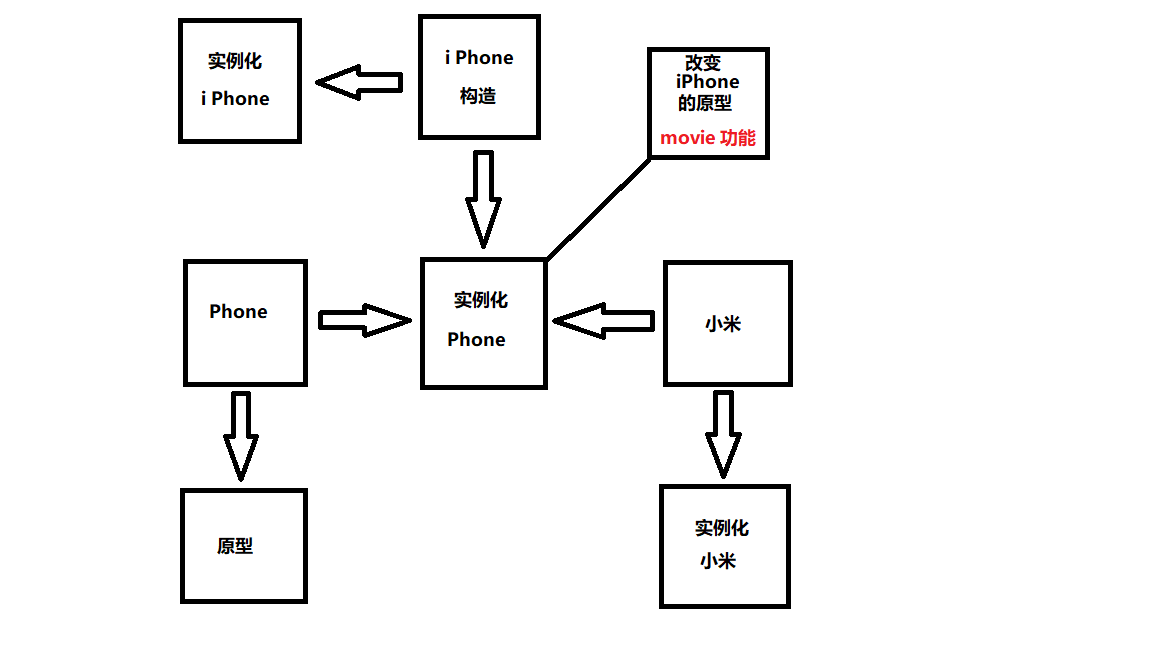 实例化
i Phone
i Phone
构造
改变
iPhone
的原型
movie 功能
Phone
实例化
Phone
小米
原型
实例化
小米